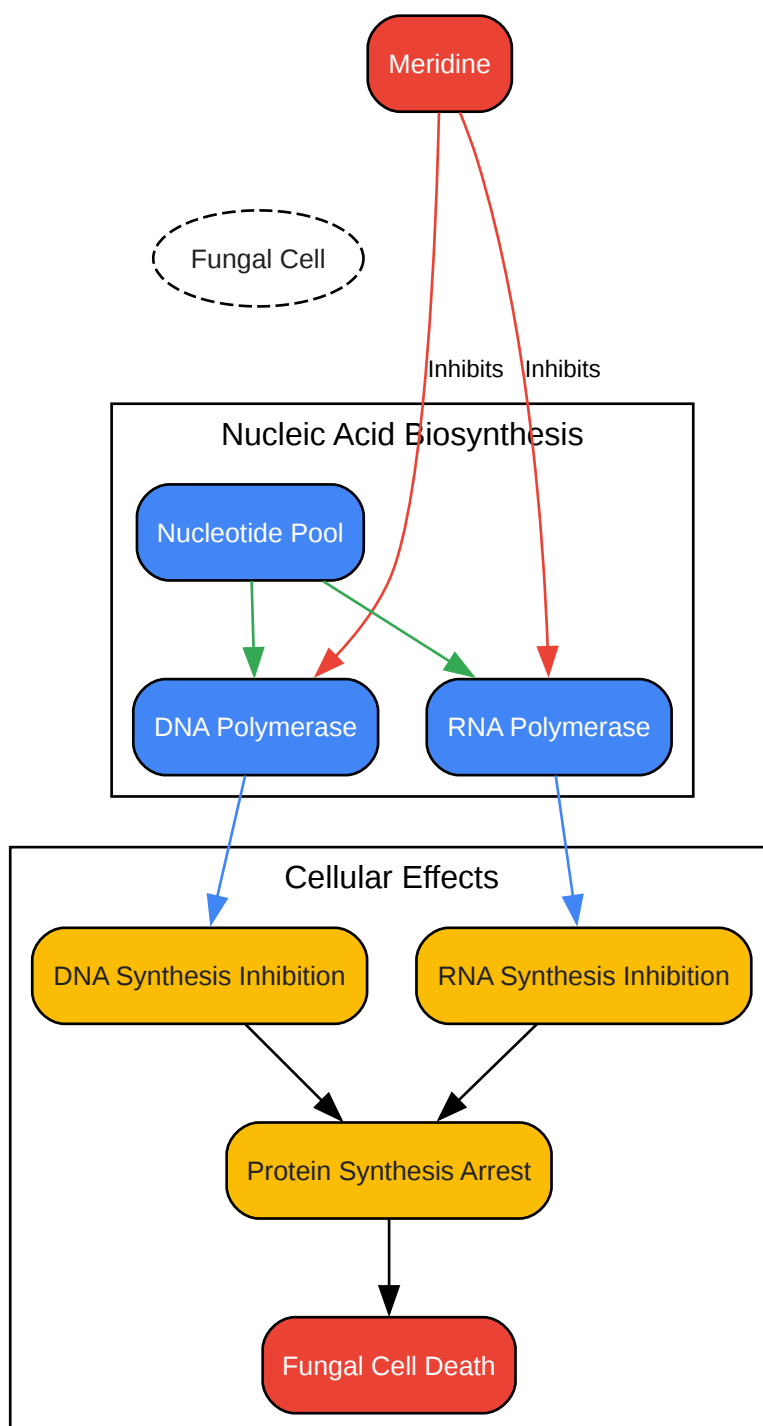 Meridine
Fungal Cell
Inhibits
Inhibits
Nucleic Acid Biosynthesis
Nucleotide Pool
DNA Polymerase
RNA Polymerase
Cellular Effects
DNA Synthesis Inhibition
RNA Synthesis Inhibition
Protein Synthesis Arrest
Fungal Cell Death